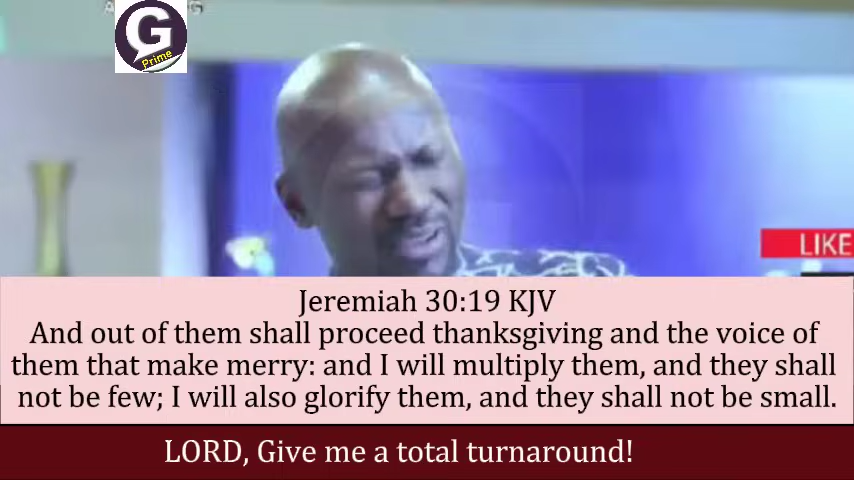 G
Prime
LIKE
Jeremiah 30:19 KJV
And out of them shall proceed thanksgiving and the voice of
them that make merry: and I will multiply them, and they shall
not be few; I will also glorify them, and they shall not be small.
LORD, Give me a total turnaround!